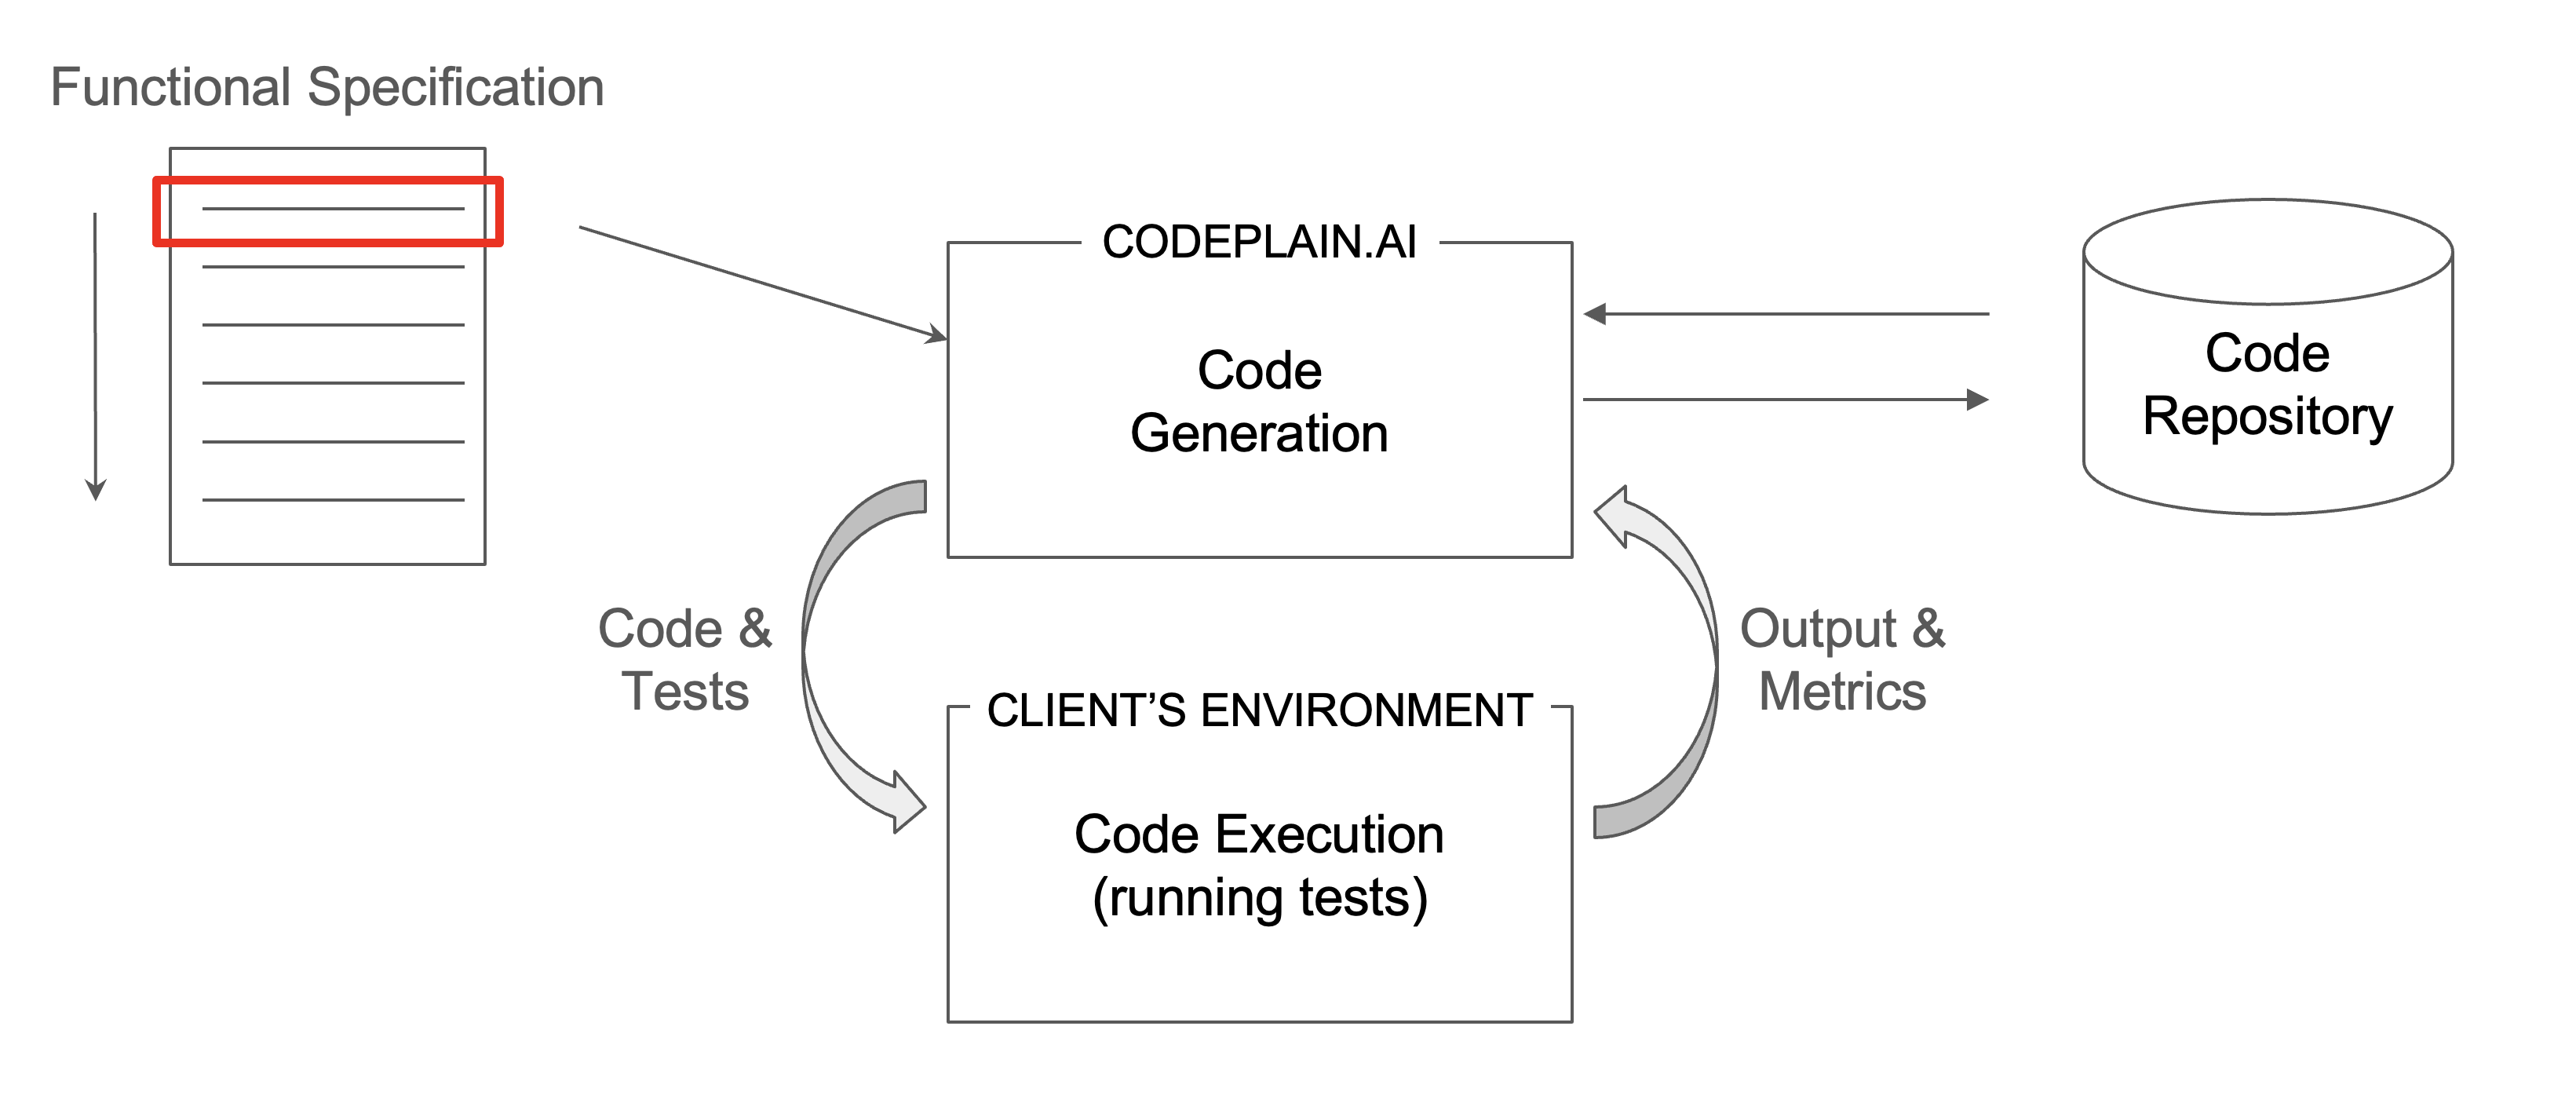 Functional Specification
CODEPLAIN.AI
Code
Generation
Code
Repository
Code &
Tests
Output &
Metrics
CLIENT’S ENVIRONMENT
Code Execution
(running tests)